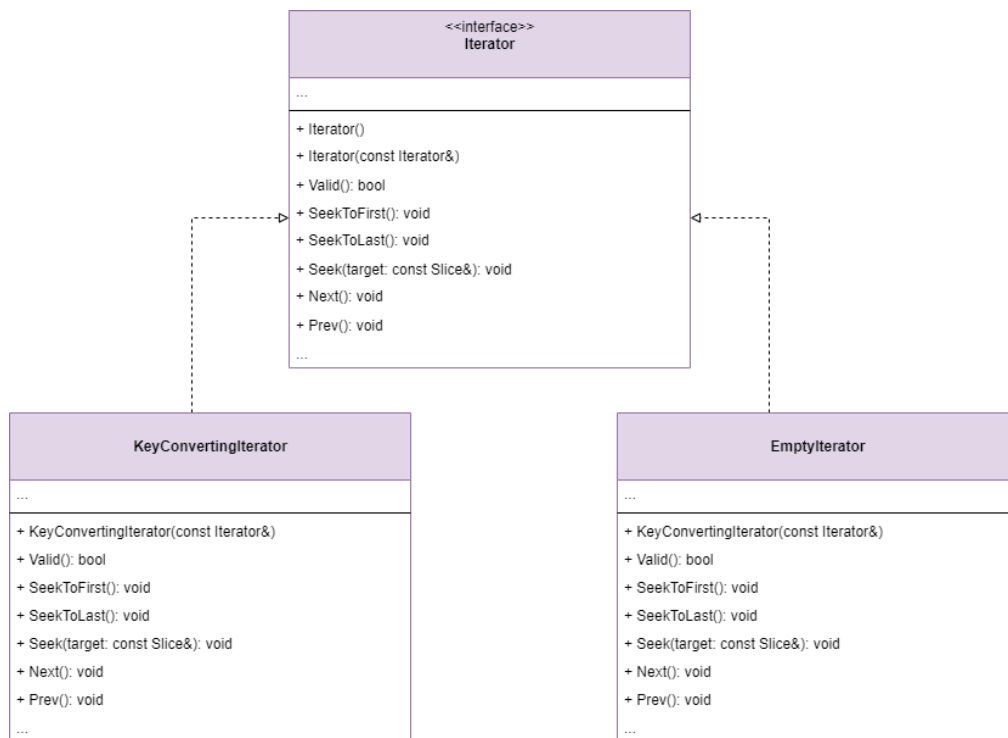 <<interface>>
Iterator
...
+ Iterator()
+ Iterator(const Iterator&)
+ Valid(): bool
+ SeekToFirst(): void
+ SeekToLast(): void
+ Seek(target: const Slice&): void
+ Next(): void
+ Prev(): void
...
KeyConvertingIterator
...
+ KeyConvertingIterator(const Iterator&)
+ Valid(): bool
+ SeekToFirst(): void
+ SeekToLast(): void
+ Seek(target: const Slice&): void
+ Next(): void
+ Prev(): void
...
EmptyIterator
...
+ KeyConvertingIterator(const Iterator&)
+ Valid(): bool
+ SeekToFirst(): void
+ SeekToLast(): void
+ Seek(target: const Slice&): void
+ Next(): void
+ Prev(): void
...